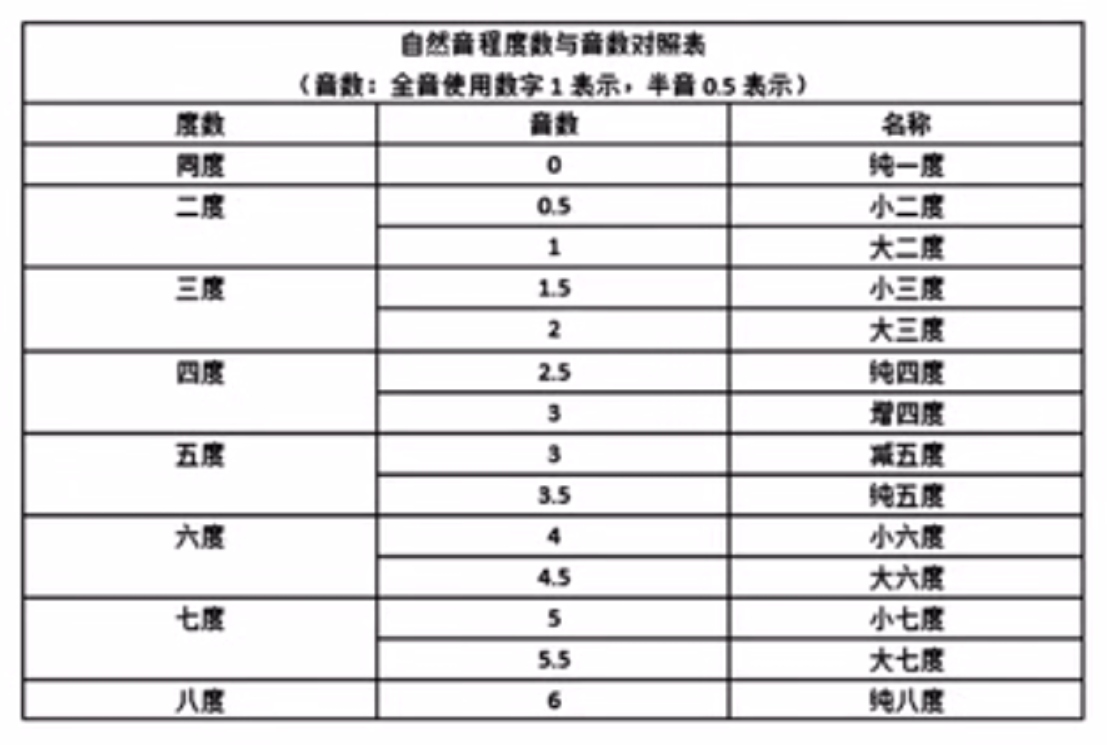 自然音程度数与音数对照表
（音数：全音使用数字 1 表示，半音 0.5 表示）
度数 音数 名称
同度 0 纯一度
二度 0.5 小二度
1 大二度
三度 1.5 小三度
2 大三度
四度 2.5 纯四度
3 增四度
五度 3 减五度
3.5 纯五度
六度 4 小六度
4.5 大六度
七度 5 小七度
5.5 大七度
八度 6 纯八度